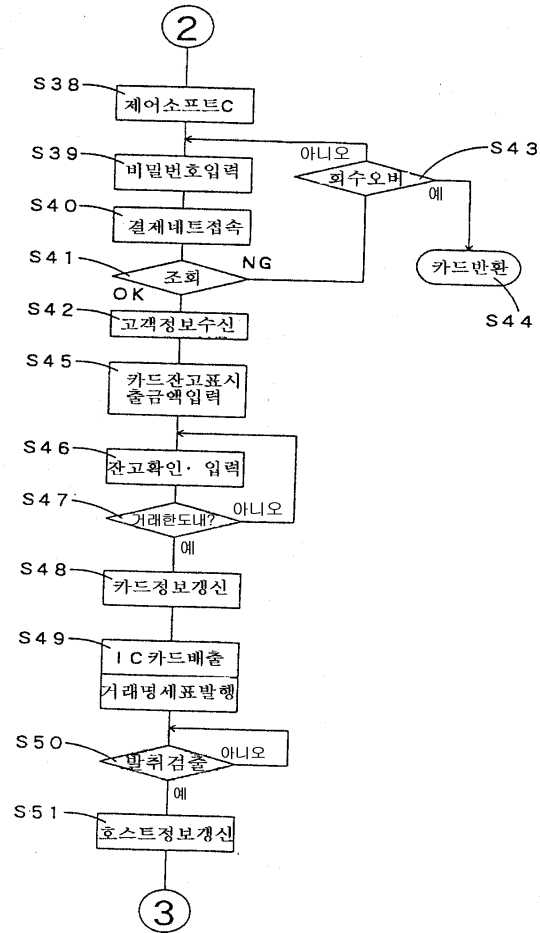 2
S38
제어소프트C
아니오
S43
S39
비밀번호입력
회수오버
예
S40
결제네트접속
S41
조회
NG
카드반환
OK
S42
고객정보수신
S44
S45
카드잔고표시
출금액입력
S46
잔고확인· 입력
S47
거래한도내?
아니오
예
S48
카드정보갱신
S49
IC카드배출
거래명세표발행
S50
발취검출
아니오
예
S51
호스트정보갱신
3